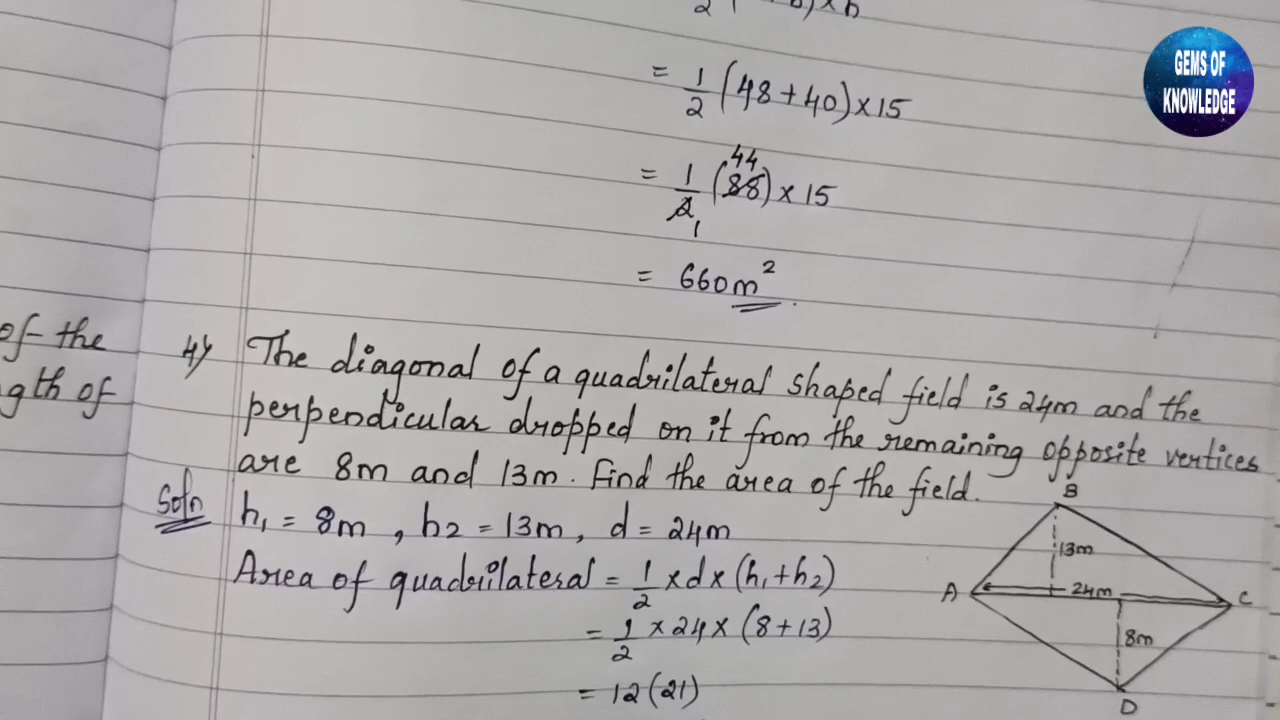 = 1/2 (48+40)×15
44
= 1/2 (88)×15
1
= 660m²
of the
gth of
4) The diagonal of a quadrilateral shaped field is 24m and the
perpendicular dropped on it from the remaining opposite vertices
are 8m and 13m. Find the area of the field.
Soln h₁ = 8m, h₂ = 13m, d = 24m
Area of quadrilateral = 1/2 ×d×(h₁+h₂)
= 1/2 ×24×(8+13)
= 12(21)
B
13m
A 24m C
8m
D
GEMS OF
KNOWLEDGE